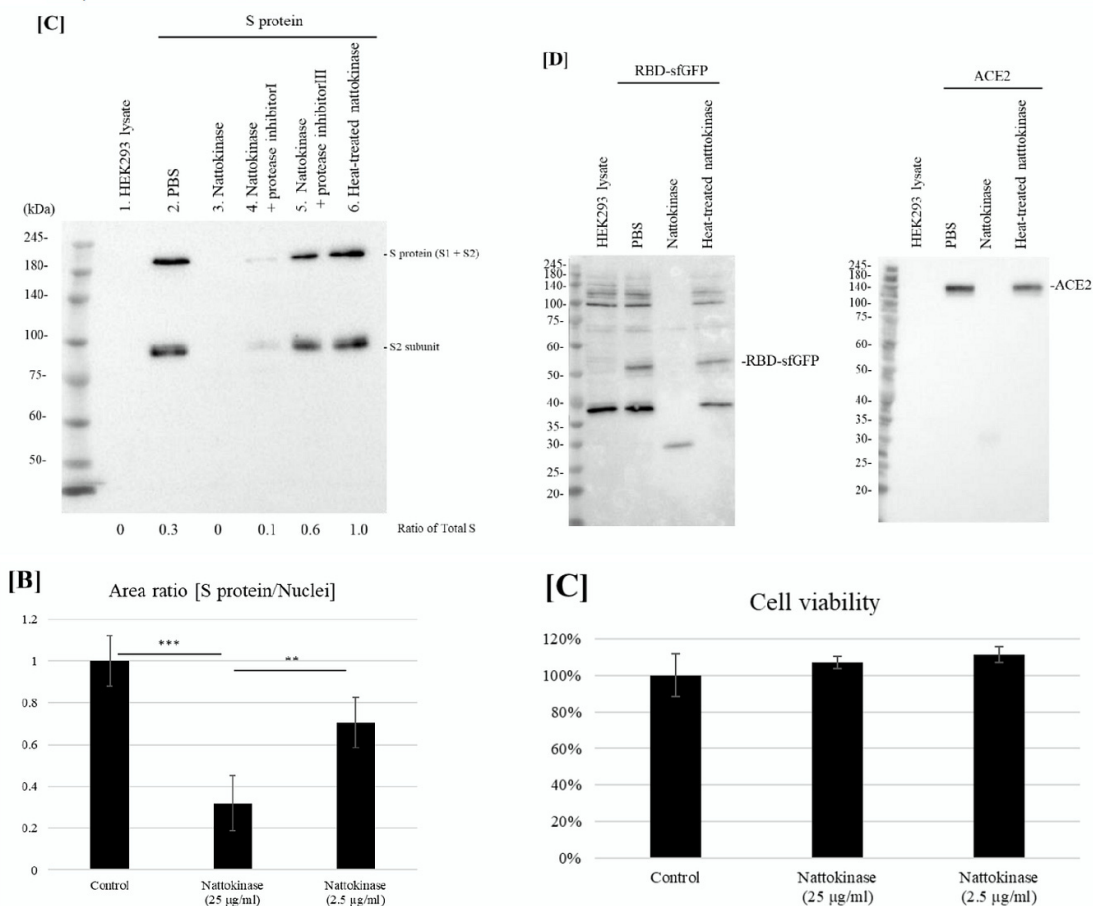 [C]
S protein
1. HEK293 lysate
2. PBS
3. Nattokinase
4. Nattokinase
+ protease inhibitorI
5. Nattokinase
+ protease inhibitorIII
6. Heat-treated nattokinase
(kDa)
245-
180-
140-
100-
75-
60-
50-
- S protein (S1 + S2)
- S2 subunit
0 0.3 0 0.1 0.6 1.0 Ratio of Total S
[D]
RBD-sfGFP
HEK293 lysate
PBS
Nattokinase
Heat-treated natttokinase
245-
180-
140-
100-
75-
60-
50-
40-
35-
30-
25-
20-
-RBD-sfGFP
ACE2
HEK293 lysate
PBS
Nattokinase
Heat-treated natttokinase
245-
180-
140-
100-
75-
60-
50-
40-
35-
30-
25-
20-
-ACE2
[B]
Area ratio [S protein/Nuclei]
1.2
1
0.8
0.6
0.4
0.2
0
***
**
Control
Nattokinase
(25 µg/ml)
Nattokinase
(2.5 µg/ml)
[C]
Cell viability
120%
100%
80%
60%
40%
20%
0%
Control
Nattokinase
(25 µg/ml)
Nattokinase
(2.5 µg/ml)